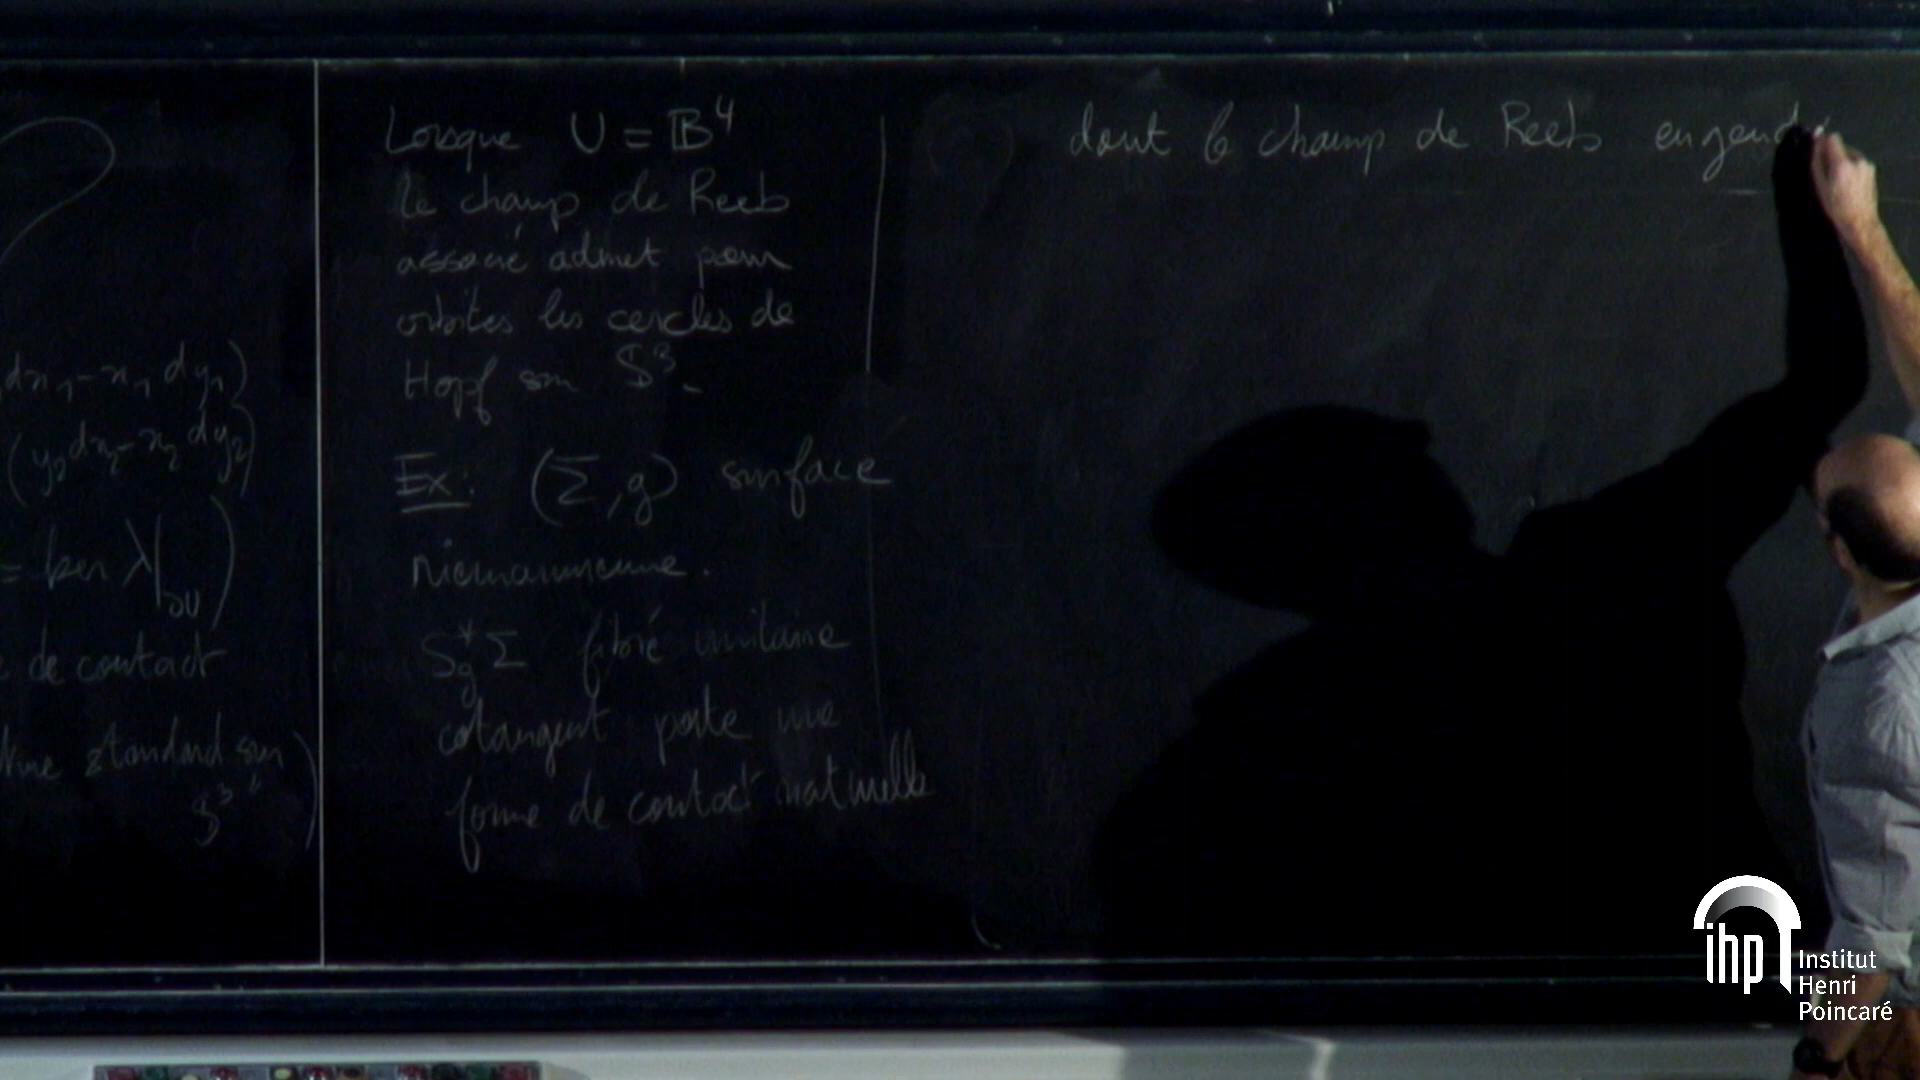 dx₁ - x₁ dy₁)
(y₂dx₂ - x₂ dy₂)
= ker λ|∂U)
de contact
standard sur
S³")
Lorsque U = 𝔹⁴
le champ de Reeb
associé admet pour
orbites les cercles de
Hopf sur S³.
Ex: (Σ, g) surface
riemannienne.
S*gΣ fibré unitaire
cotangent porte une
forme de contact naturelle
dont le champ de Reeb engendre
ihp Institut
Henri
Poincaré